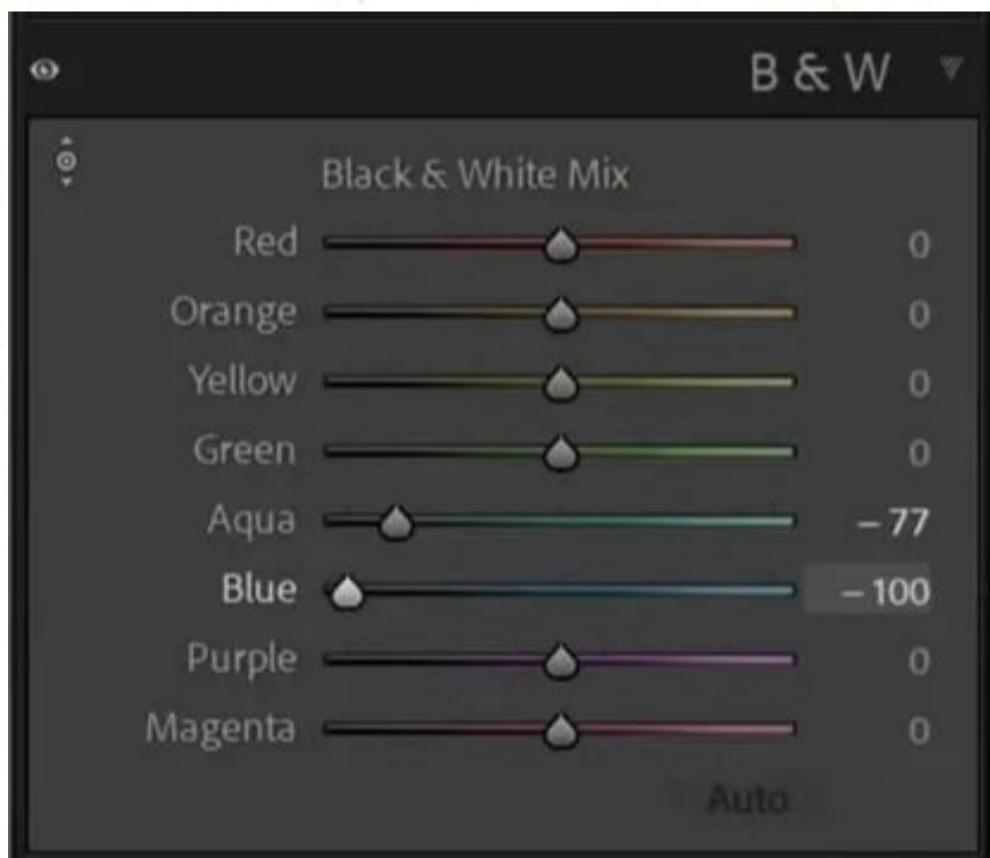 B & W
Black & White Mix
Red 0
Orange 0
Yellow 0
Green 0
Aqua – 77
Blue – 100
Purple 0
Magenta 0
Auto